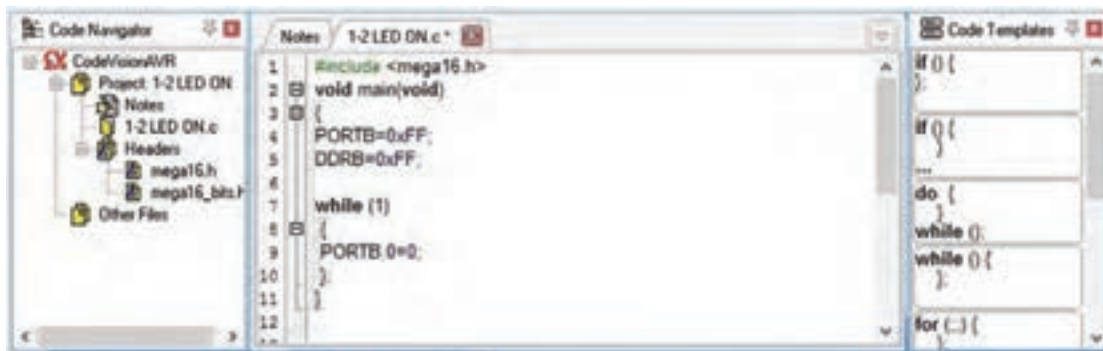 Code Navigator
CodeVisionAVR
Project: 1-2 LED ON
Notes
1-2 LED ON.c
Headers
mega16.h
mega16_bits.h
Other Files
Notes
1-2 LED ON.c *
1 #include <mega16.h>
2 void main(void)
3 {
4 PORTB=0xFF;
5 DDRB=0xFF;
6
7 while (1)
8 {
9 PORTB.0=0;
10 };
11 }
12
Code Templates
if () {
};
if () {
}
...
do {
}
while ();
while () {
};
for (...) {